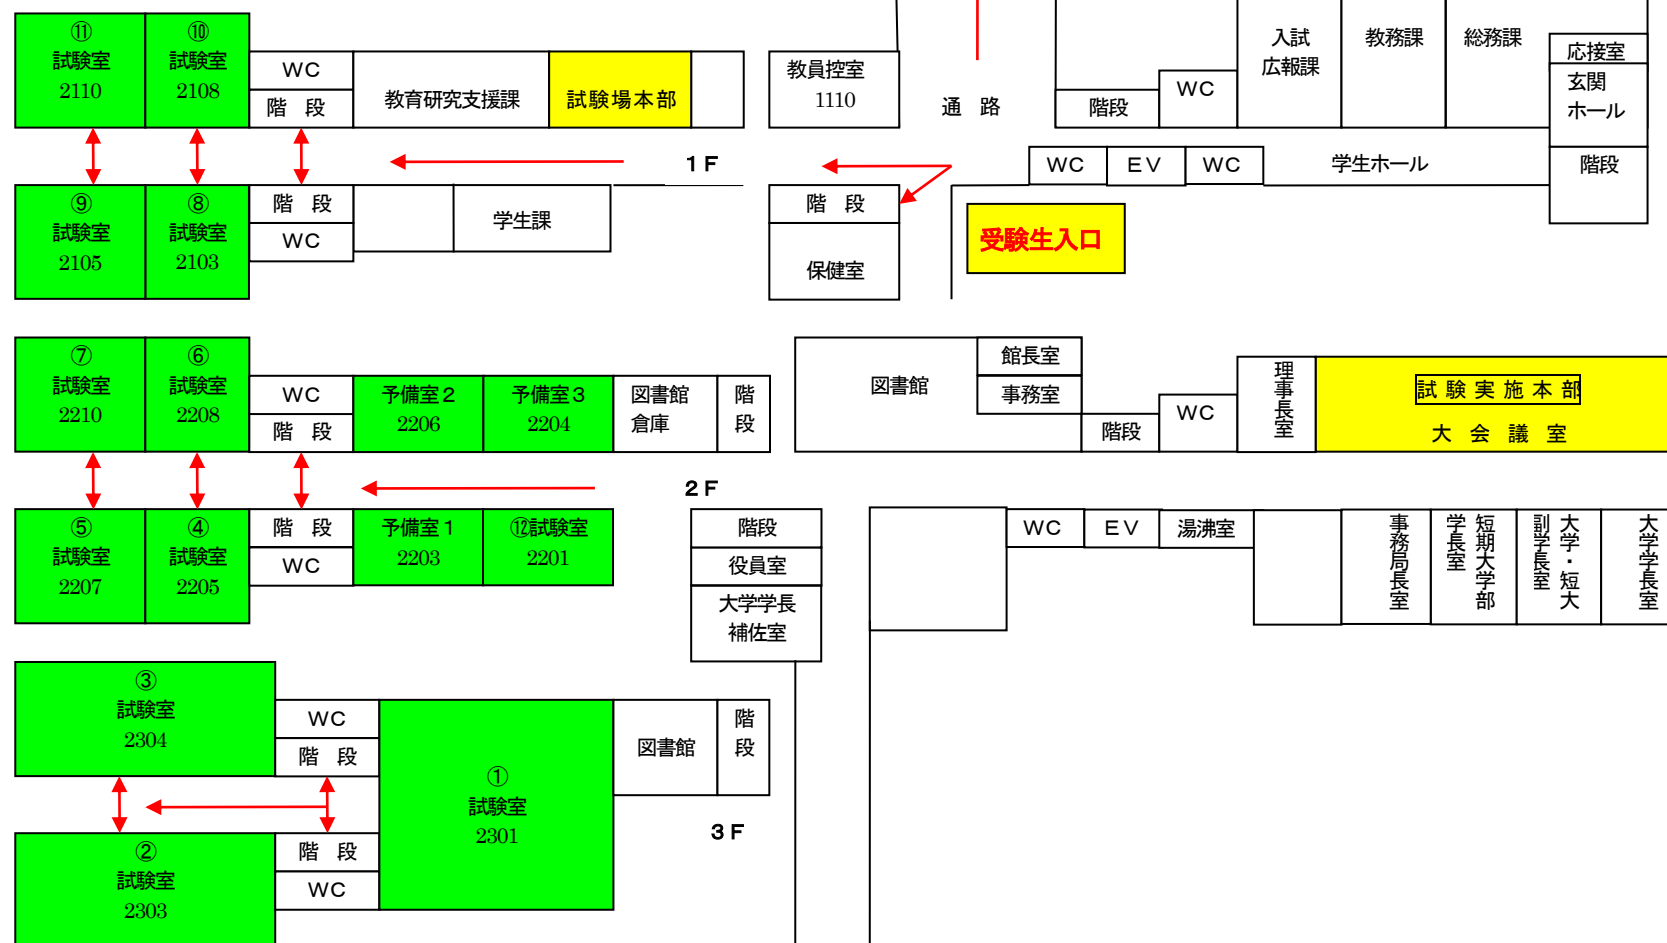 ⑪
試験室
2110
⑩
試験室
2108
WC
階 段
教育研究支援課
試験場本部
教員控室
1110
通 路
階段
WC
入試
広報課
教務課
総務課
応接室
玄関
ホール
階段
1F
WC
EV
WC
学生ホール
⑨
試験室
2105
⑧
試験室
2103
階 段
WC
学生課
階 段
保健室
受験生入口
⑦
試験室
2210
⑥
試験室
2208
WC
階 段
予備室2
2206
予備室3
2204
図書館
倉庫
階
段
図書館
館長室
事務室
階段
WC
理事長室
試験実施本部
大 会 議 室
2F
⑤
試験室
2207
④
試験室
2205
階 段
WC
予備室1
2203
⑫試験室
2201
階段
役員室
大学学長
補佐室
WC
EV
湯沸室
事務局長室
短期大学部
学長室
大学・短大
副学長室
大学学長室
③
試験室
2304
WC
階 段
①
試験室
2301
図書館
階
段
3F
②
試験室
2303
階 段
WC